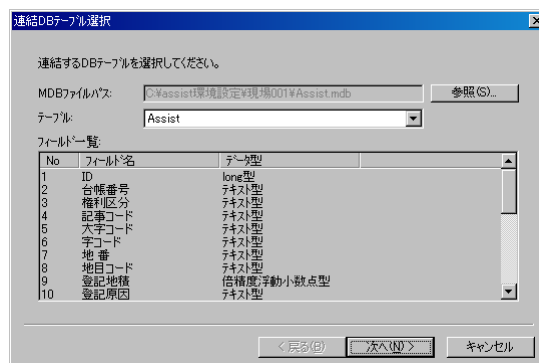 連結DBテーブル選択
連結するDBテーブルを選択してください。
MDBファイルパス: C:¥assist環境設定¥現場001¥Assist.mdb 参照(S)...
テーブル: Assist
フィールド一覧:
No フィールド名 データ型
1 ID long型
2 台帳番号 テキスト型
3 権利区分 テキスト型
4 記事コード テキスト型
5 大字コード テキスト型
6 字コード テキスト型
7 地 番 テキスト型
8 地目コード テキスト型
9 登記地積 倍精度浮動小数点型
10 登記原因 テキスト型
< 戻る(B) 次へ(N) > キャンセル